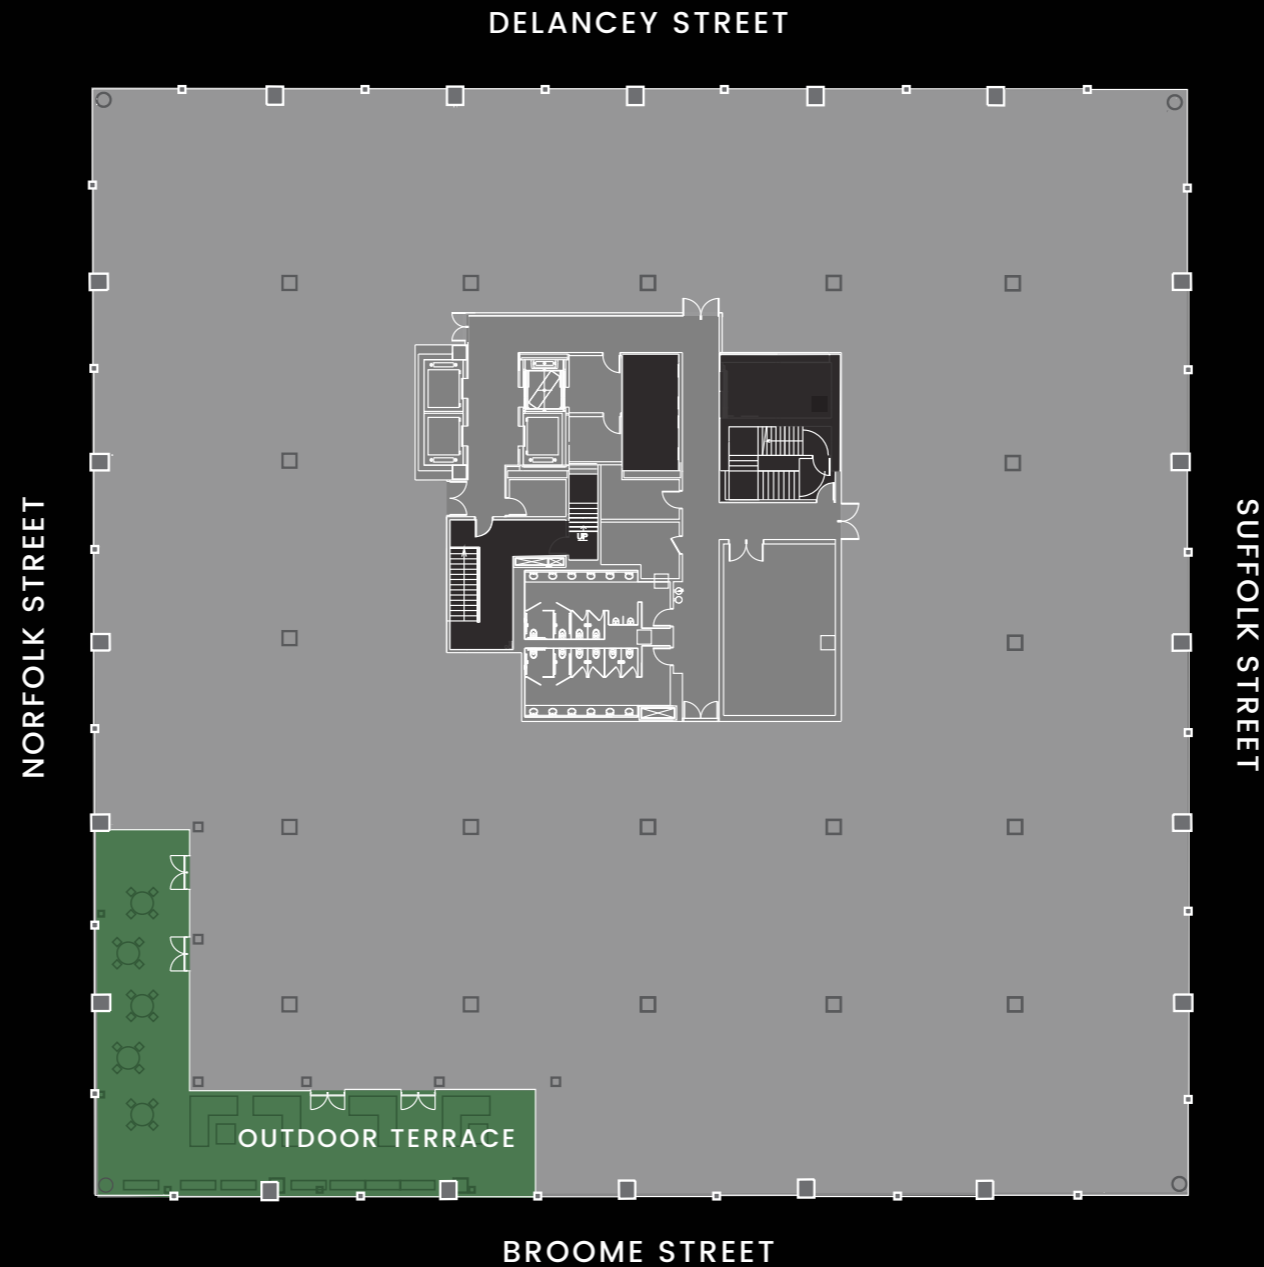 DELANCEY STREET
NORFOLK STREET
SUFFOLK STREET
UP
OUTDOOR TERRACE
BROOME STREET